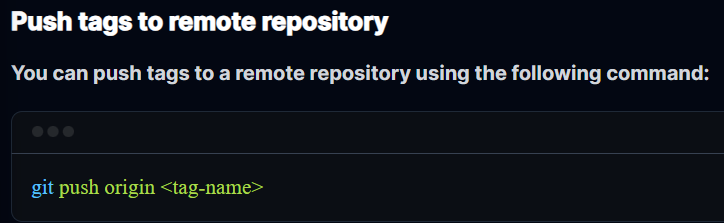 Push tags to remote repository
You can push tags to a remote repository using the following command:
git push origin <tag-name>